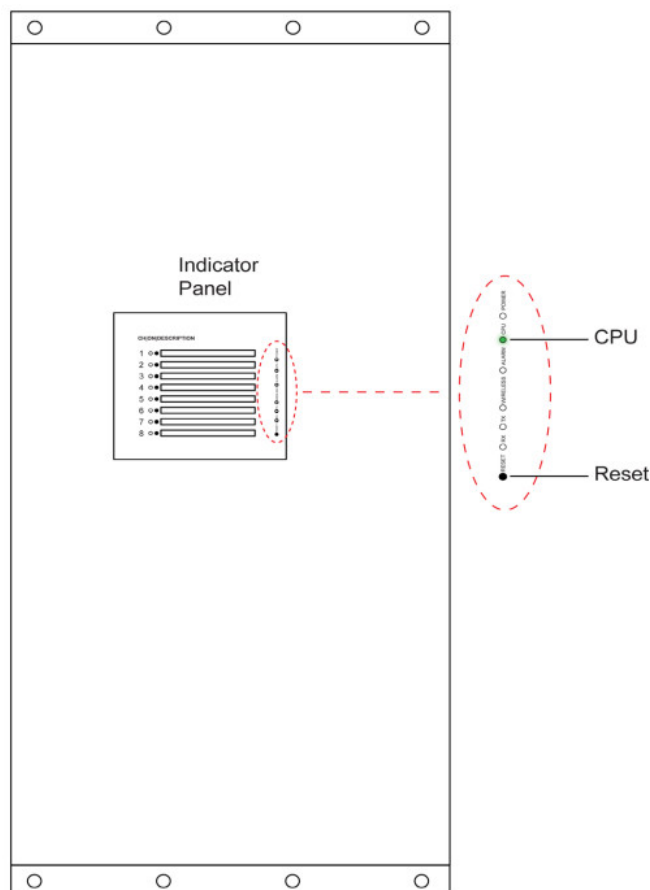 Indicator
Panel
CH|ON|DESCRIPTION
1
2
3
4
5
6
7
8
POWER
CPU
ALARM
WIRELESS
TX
RX
RESET
CPU
Reset